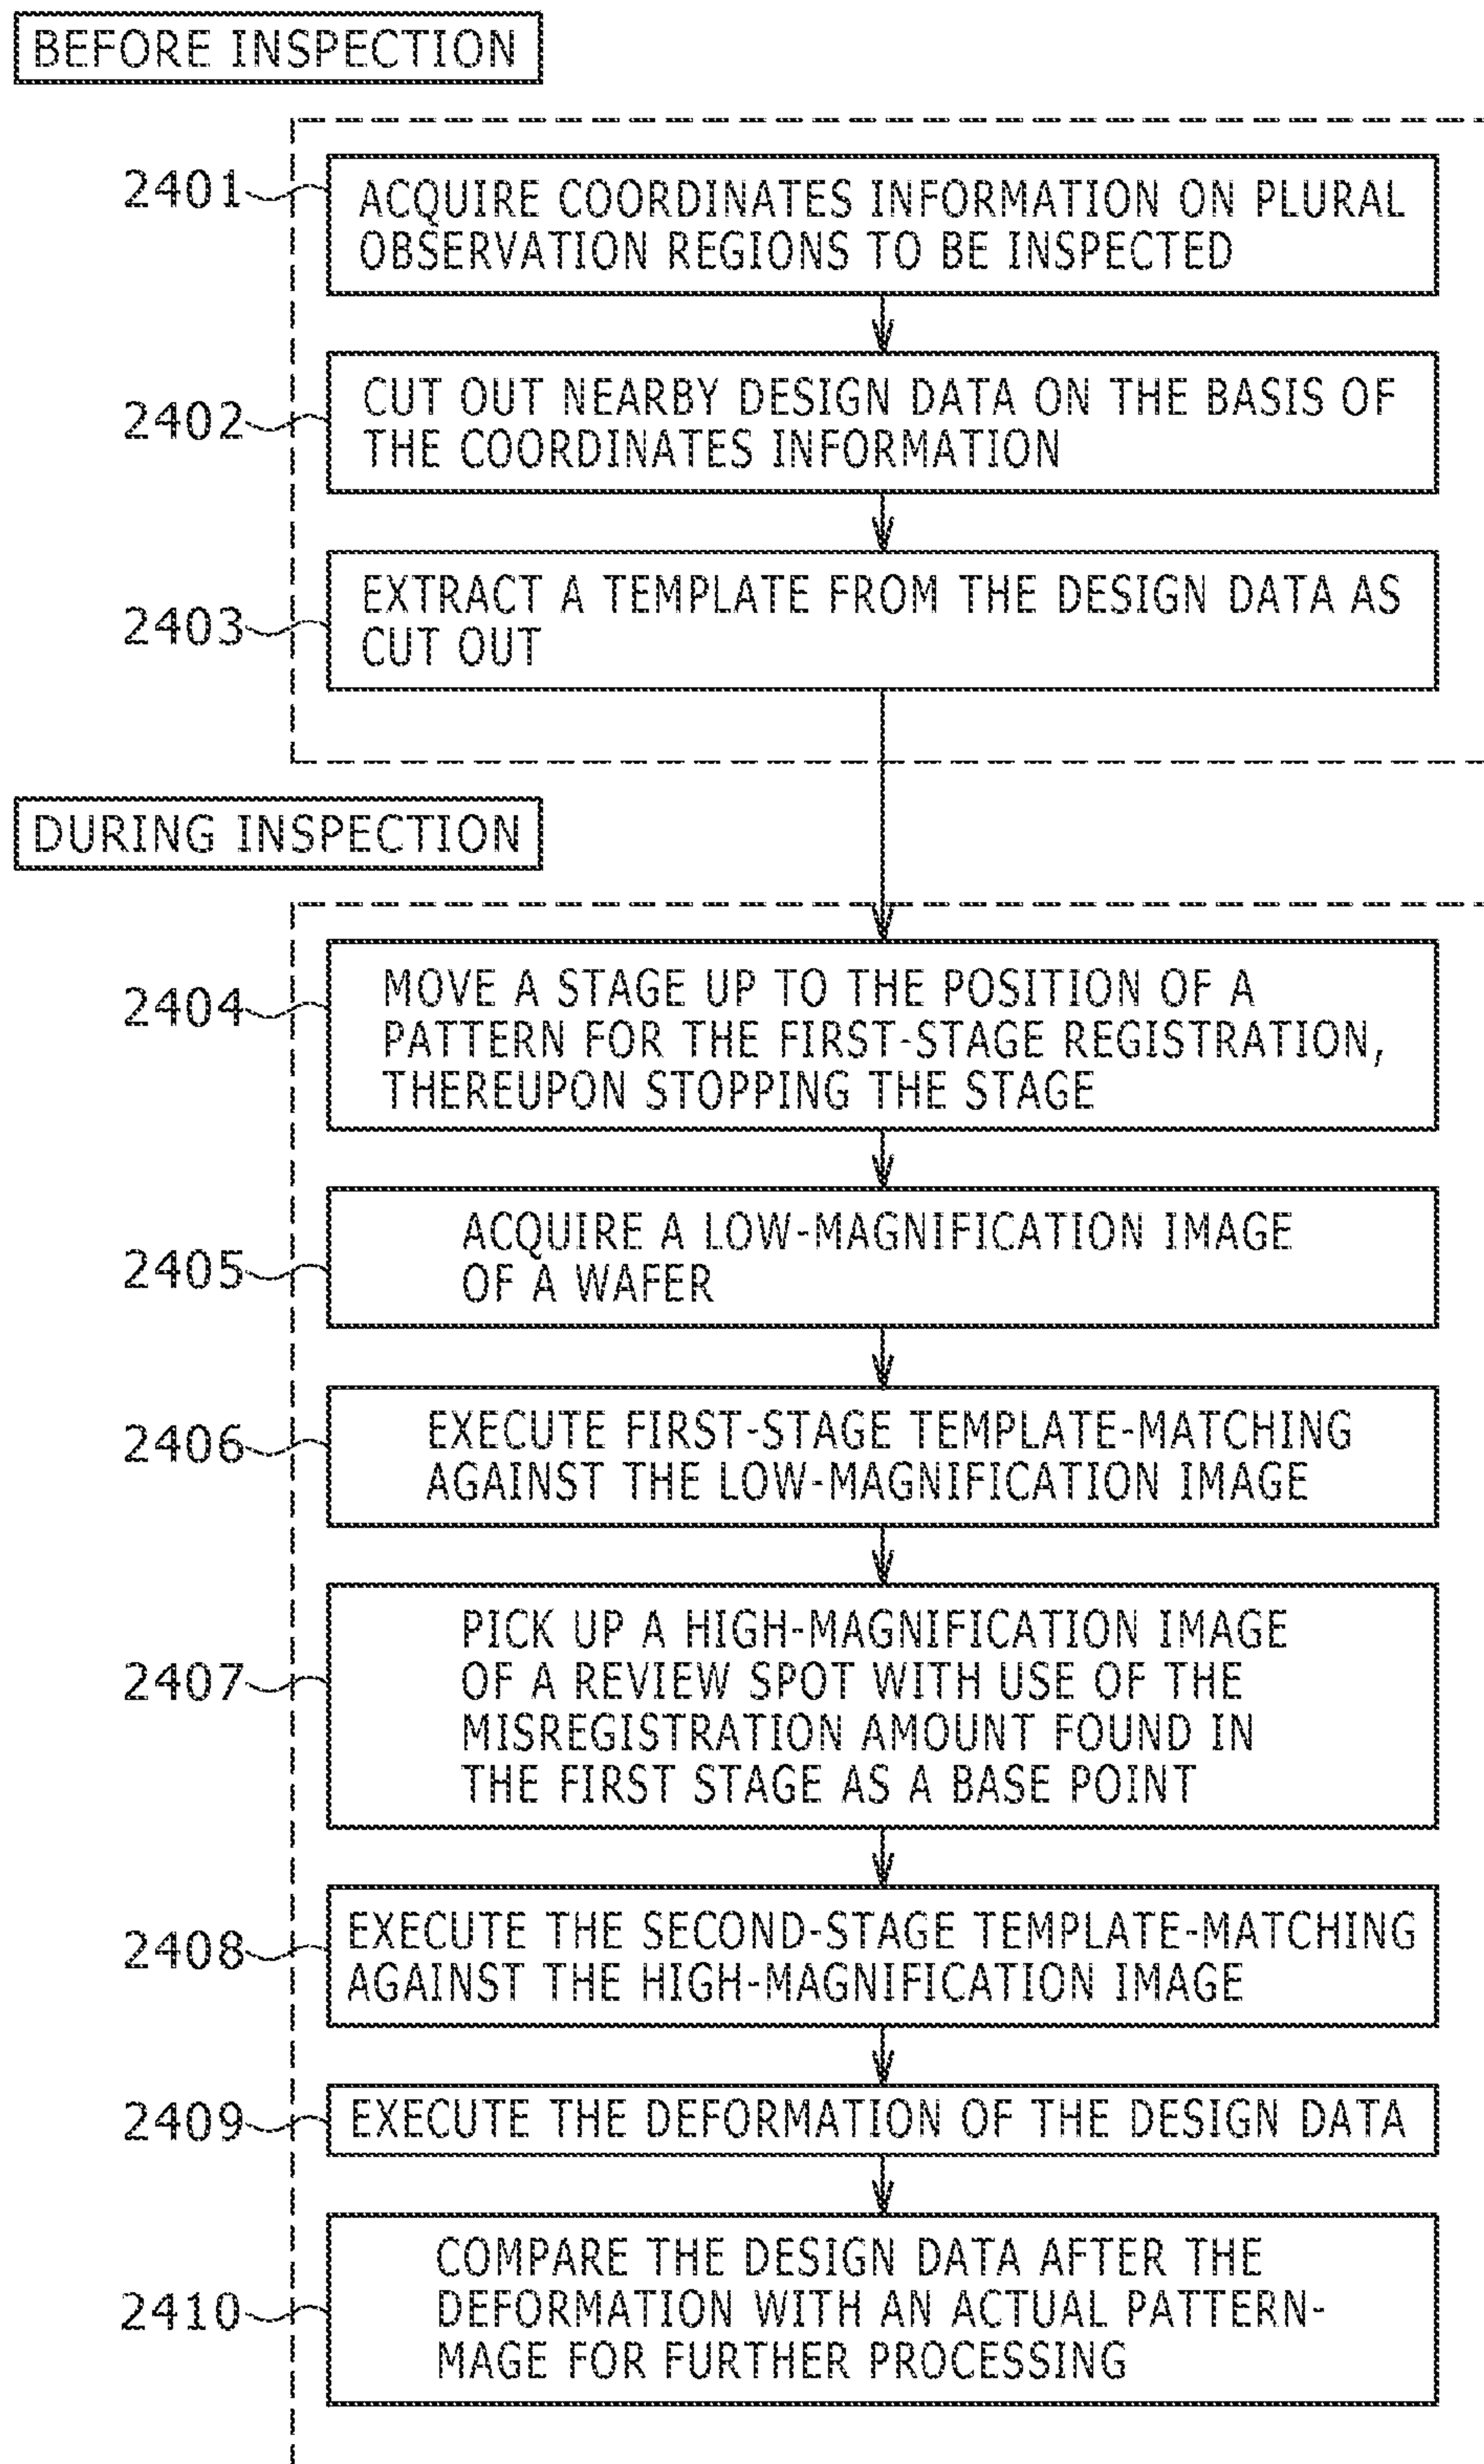 BEFORE INSPECTION
2401
ACQUIRE COORDINATES INFORMATION ON PLURAL
OBSERVATION REGIONS TO BE INSPECTED
2402
CUT OUT NEARBY DESIGN DATA ON THE BASIS OF
THE COORDINATES INFORMATION
2403
EXTRACT A TEMPLATE FROM THE DESIGN DATA AS
CUT OUT
DURING INSPECTION
2404
MOVE A STAGE UP TO THE POSITION OF A
PATTERN FOR THE FIRST-STAGE REGISTRATION,
THEREUPON STOPPING THE STAGE
2405
ACQUIRE A LOW-MAGNIFICATION IMAGE
OF A WAFER
2406
EXECUTE FIRST-STAGE TEMPLATE-MATCHING
AGAINST THE LOW-MAGNIFICATION IMAGE
2407
PICK UP A HIGH-MAGNIFICATION IMAGE
OF A REVIEW SPOT WITH USE OF THE
MISREGISTRATION AMOUNT FOUND IN
THE FIRST STAGE AS A BASE POINT
2408
EXECUTE THE SECOND-STAGE TEMPLATE-MATCHING
AGAINST THE HIGH-MAGNIFICATION IMAGE
2409
EXECUTE THE DEFORMATION OF THE DESIGN DATA
2410
COMPARE THE DESIGN DATA AFTER THE
DEFORMATION WITH AN ACTUAL PATTERN-
MAGE FOR FURTHER PROCESSING